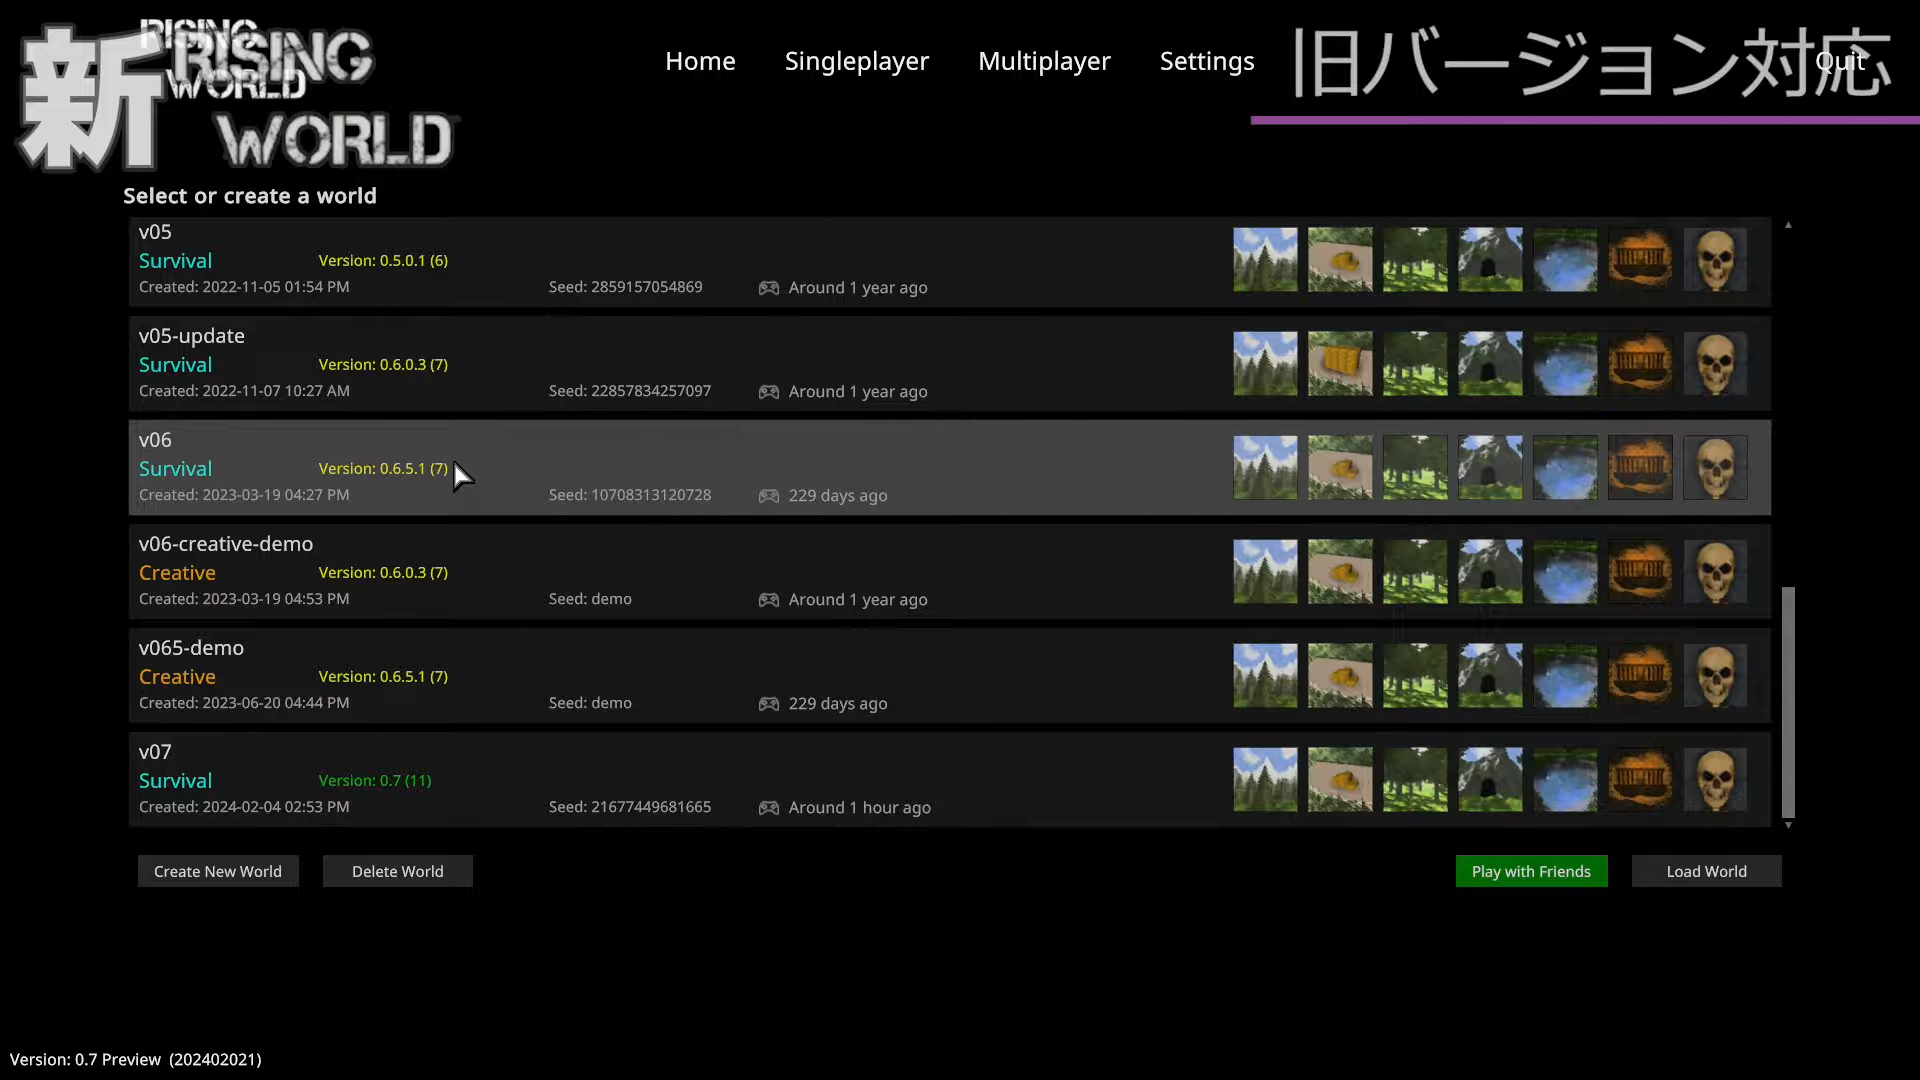 新 RISING WORLD
RISING WORLD
Home Singleplayer Multiplayer Settings Quit
旧バージョン対応
Select or create a world
v05
Survival Version: 0.5.0.1 (6)
Created: 2022-11-05 01:54 PM Seed: 2859157054869 Around 1 year ago
v05-update
Survival Version: 0.6.0.3 (7)
Created: 2022-11-07 10:27 AM Seed: 22857834257097 Around 1 year ago
v06
Survival Version: 0.6.5.1 (7)
Created: 2023-03-19 04:27 PM Seed: 10708313120728 229 days ago
v06-creative-demo
Creative Version: 0.6.0.3 (7)
Created: 2023-03-19 04:53 PM Seed: demo Around 1 year ago
v065-demo
Creative Version: 0.6.5.1 (7)
Created: 2023-06-20 04:44 PM Seed: demo 229 days ago
v07
Survival Version: 0.7 (11)
Created: 2024-02-04 02:53 PM Seed: 21677449681665 Around 1 hour ago
Create New World Delete World Play with Friends Load World
Version: 0.7 Preview (202402021)